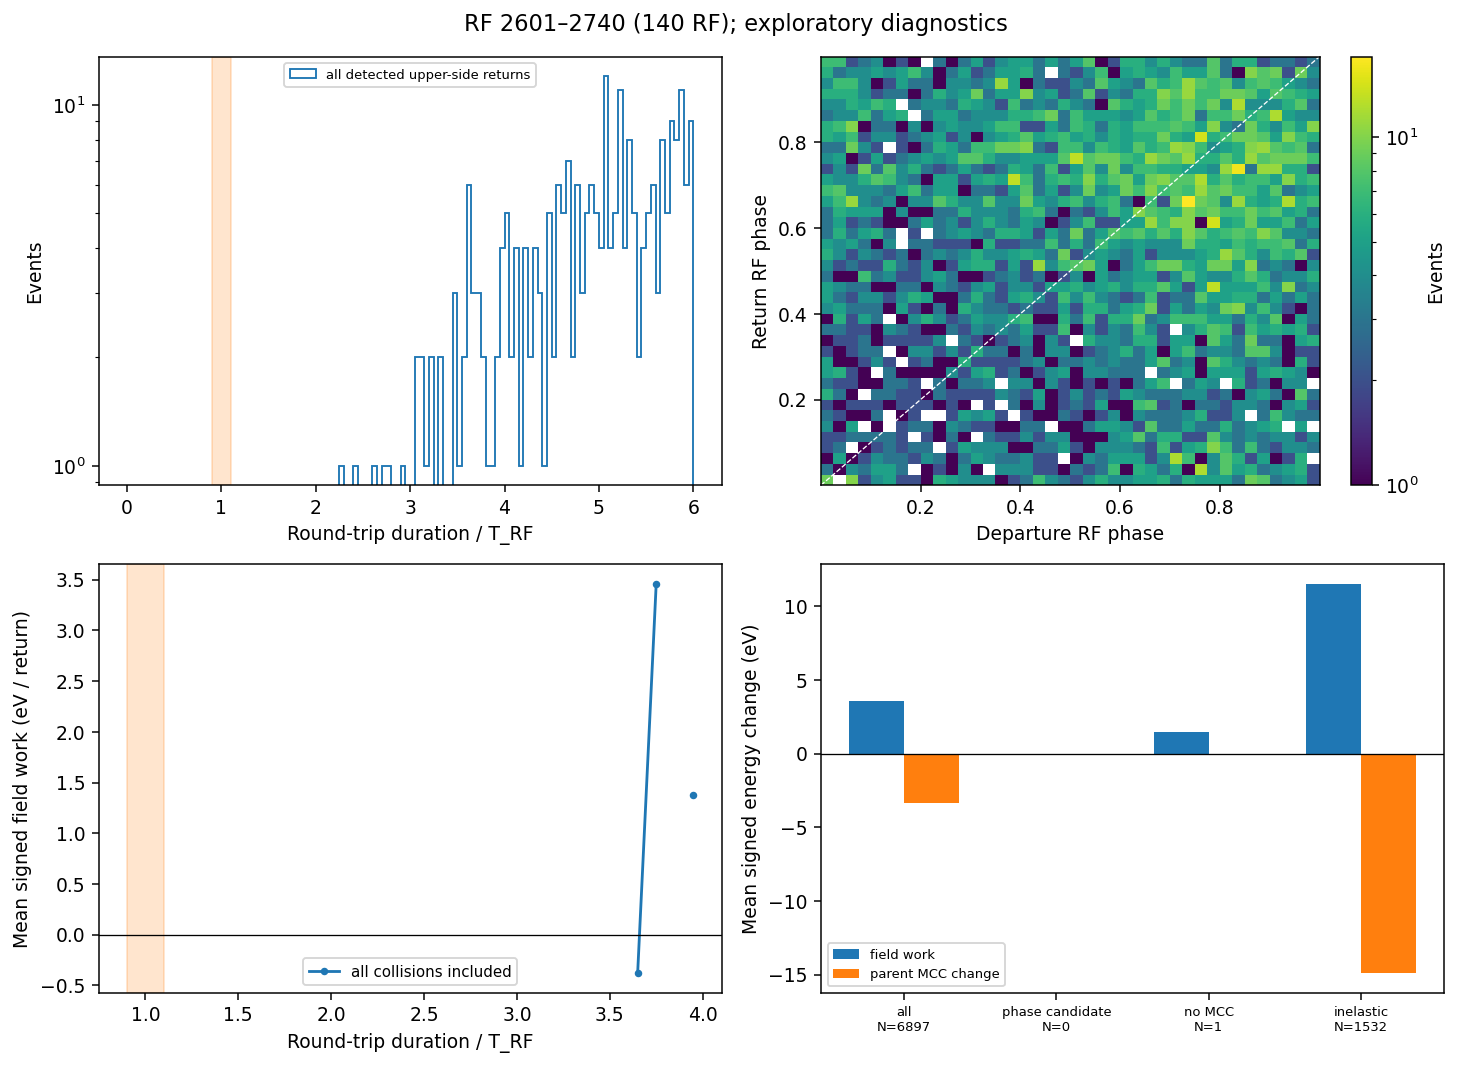 RF 2601–2740 (140 RF); exploratory diagnostics
all detected upper-side returns
10¹
10⁰
Events
0
1
2
3
4
5
6
Round-trip duration / T_RF
0.8
0.6
0.4
0.2
Return RF phase
0.2
0.4
0.6
0.8
Departure RF phase
10¹
10⁰
Events
3.5
3.0
2.5
2.0
1.5
1.0
0.5
0.0
−0.5
Mean signed field work (eV / return)
all collisions included
1.0
1.5
2.0
2.5
3.0
3.5
4.0
Round-trip duration / T_RF
10
5
0
−5
−10
−15
Mean signed energy change (eV)
field work
parent MCC change
all
N=6897
phase candidate
N=0
no MCC
N=1
inelastic
N=1532